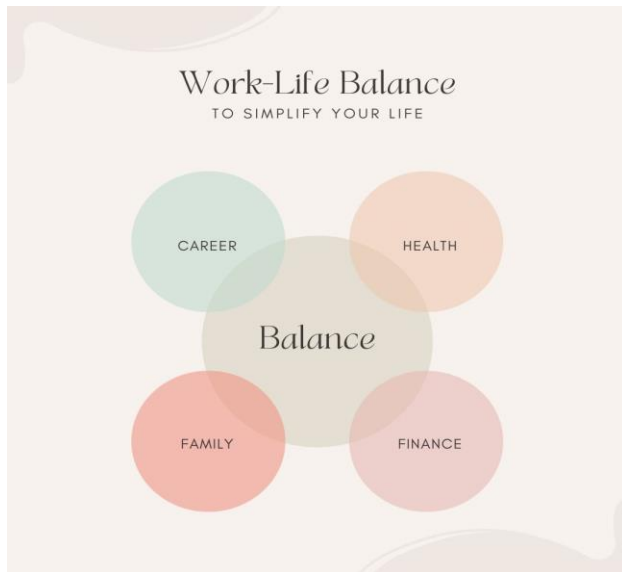 Work-Life Balance
TO SIMPLIFY YOUR LIFE
CAREER
HEALTH
Balance
FAMILY
FINANCE